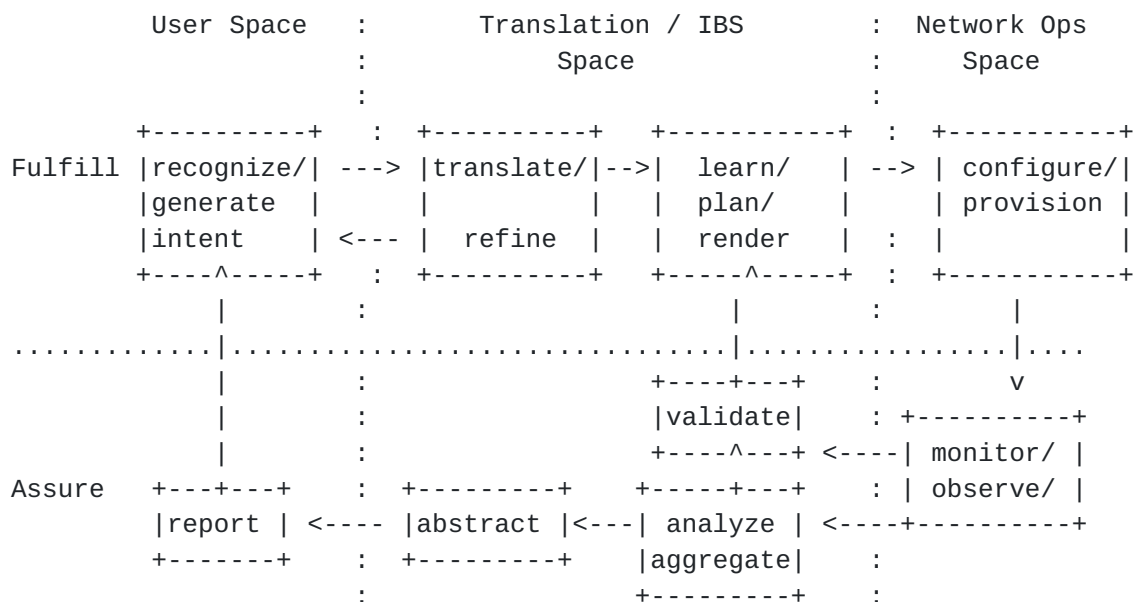 User Space   :       Translation / IBS         :  Network Ops
                      :            Space                :     Space
                      :                                 :
        +----------+   :  +----------+   +-----------+  :  +-----------+
Fulfill |recognize/| ---> |translate/|-->|  learn/   | --> | configure/|
        |generate  |      |          |   |  plan/    |     | provision |
        |intent    | <--- |  refine  |   |  render   |  :  |           |
        +----^-----+   :  +----------+   +-----^-----+  :  +-----------+
             |        :                       |        :        |
.............|................................|.................|....
             |        :                  +----+---+    :        v
             |        :                  |validate|    : +----------+
             |        :                  +----^---+ <----| monitor/ |
Assure   +---+---+    :  +---------+    +-----+---+    : | observe/ |
         |report | <---- |abstract |<---| analyze | <----+----------+
         +-------+    :  +---------+    |aggregate|    :
                      :                 +---------+    :